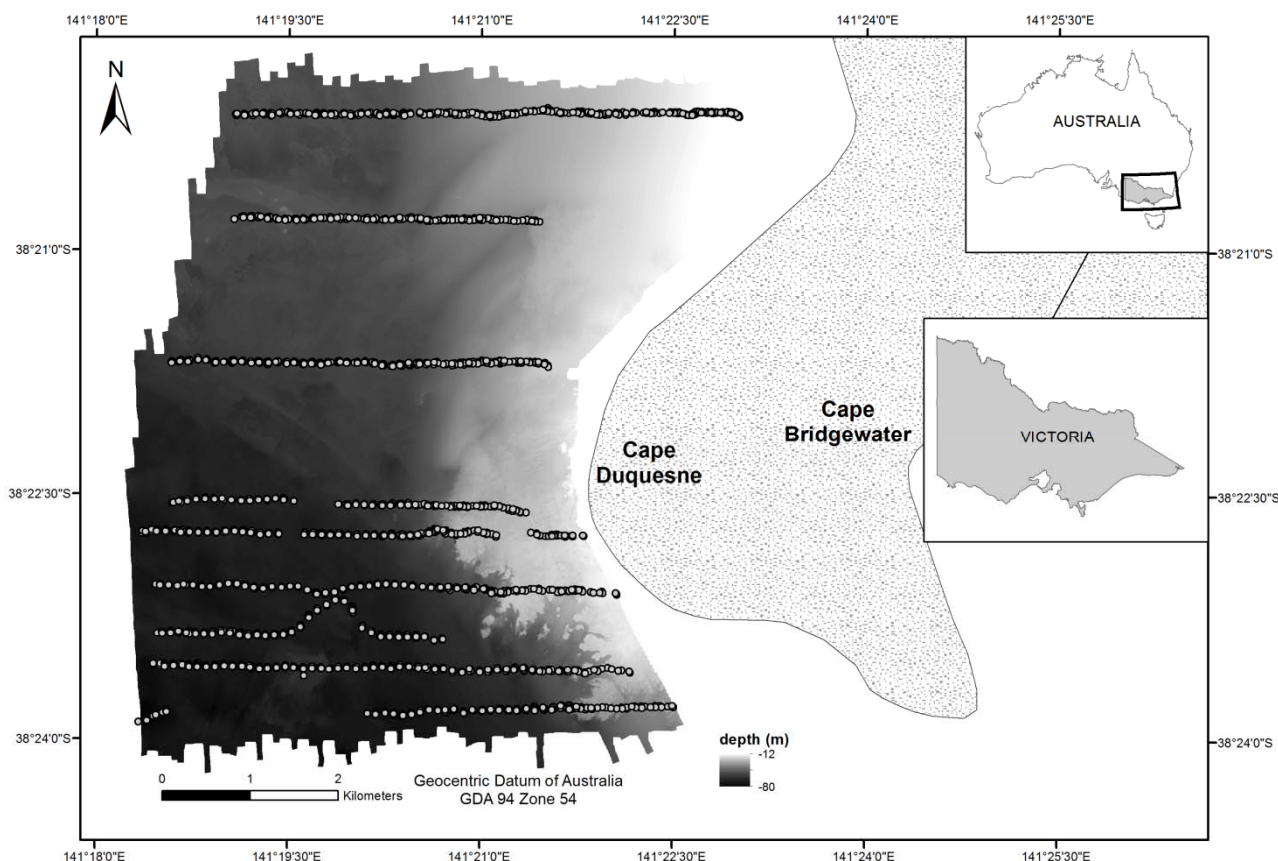 141°18'0"E 141°19'30"E 141°21'0"E 141°22'30"E 141°24'0"E 141°25'30"E
N
AUSTRALIA
38°21'0"S 38°21'0"S
Cape
Bridgewater
VICTORIA
Cape
Duquesne
38°22'30"S 38°22'30"S
38°24'0"S 38°24'0"S
depth (m)
-12
-80
0 1 2
Kilometers
Geocentric Datum of Australia
GDA 94 Zone 54
141°18'0"E 141°19'30"E 141°21'0"E 141°22'30"E 141°24'0"E 141°25'30"E